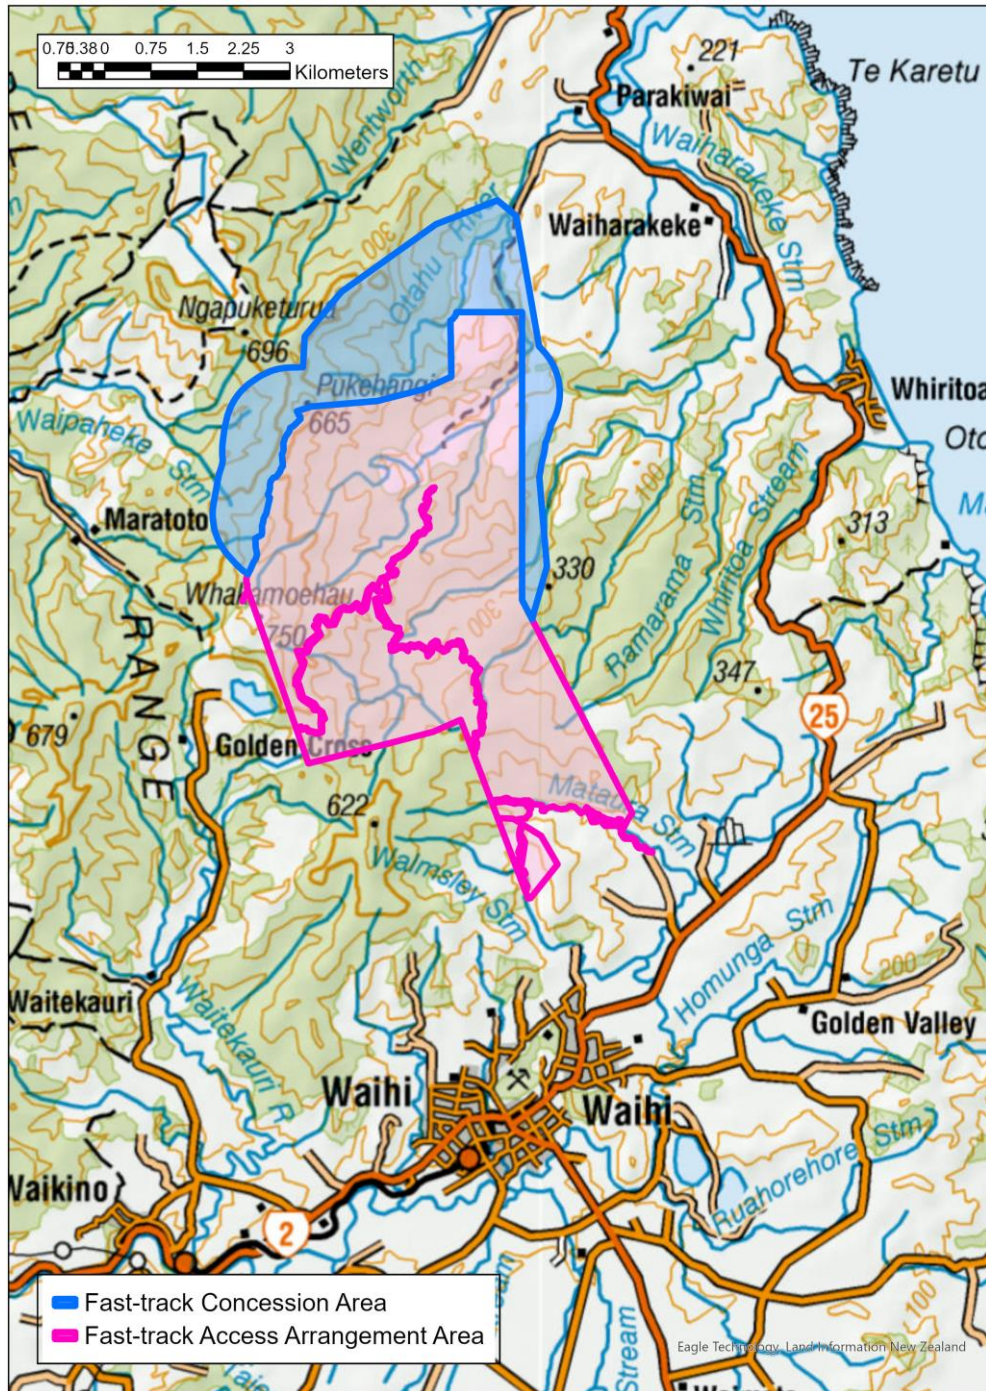 0.75 0.38 0 0.75 1.5 2.25 3
Kilometers
221
Te Karetu
Parakiwai
Wentworth
Waiharakeke Stm
River
Waiharakeke
300
Otahu
Ngapuketurua
696
Pukehangi
665
Whiritoa
Waipaheke Stm
100
Maratoto
Stm
Stream
313
Whakamoehau
330
750
300
Ramarama
Whiritoa
RANGE
347
25
679
Golden Cross
622
Mataura Stm
Walmsley Stm
Homunga Stm
200
Waitekauri
Golden Valley
Waitekauri R
Waihi
Waihi
Ruahorehore Stm
Waikino
2
Fast-track Concession Area
Fast-track Access Arrangement Area
100
Stream
Eagle Technology, Land Information New Zealand